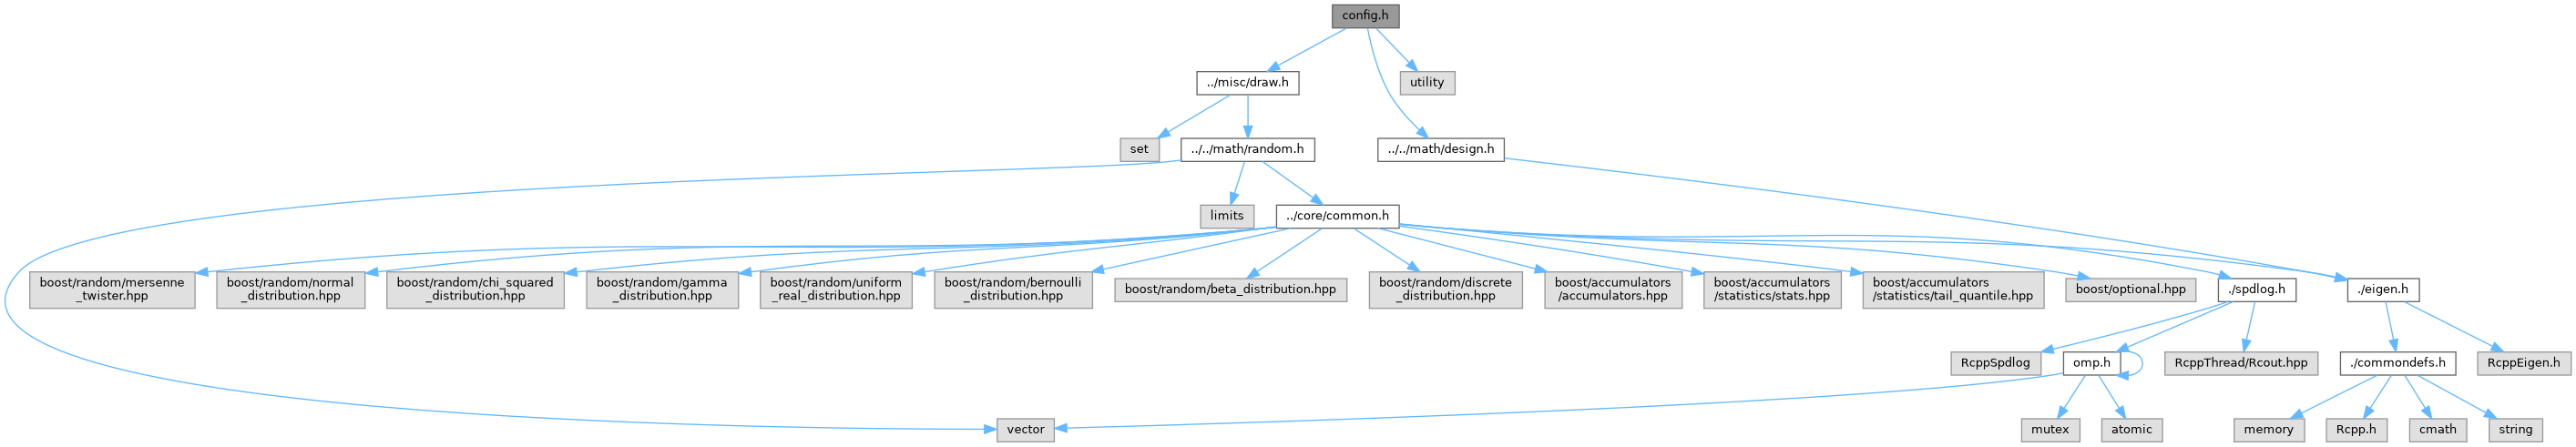 config.h
../misc/draw.h
utility
set
../../math/random.h
../../math/design.h
limits
../core/common.h
boost/random/mersenne
_twister.hpp
boost/random/normal
_distribution.hpp
boost/random/chi_squared
_distribution.hpp
boost/random/gamma
_distribution.hpp
boost/random/uniform
_real_distribution.hpp
boost/random/bernoulli
_distribution.hpp
boost/random/beta_distribution.hpp
boost/random/discrete
_distribution.hpp
boost/accumulators
/accumulators.hpp
boost/accumulators
/statistics/stats.hpp
boost/accumulators
/statistics/tail_quantile.hpp
boost/optional.hpp
./spdlog.h
./eigen.h
RcppSpdlog
omp.h
RcppThread/Rcout.hpp
./commondefs.h
RcppEigen.h
vector
mutex
atomic
memory
Rcpp.h
cmath
string